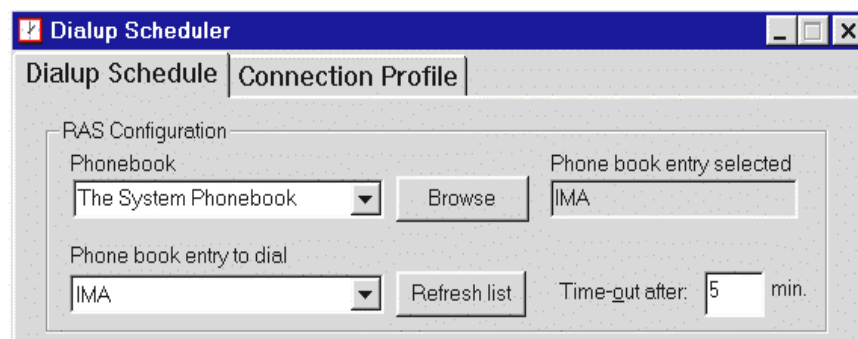 Dialup Scheduler
Dialup Schedule
Connection Profile
RAS Configuration
Phonebook
Phone book entry selected
The System Phonebook
Browse
IMA
Phone book entry to dial
IMA
Refresh list
Time-out after:
5
min.